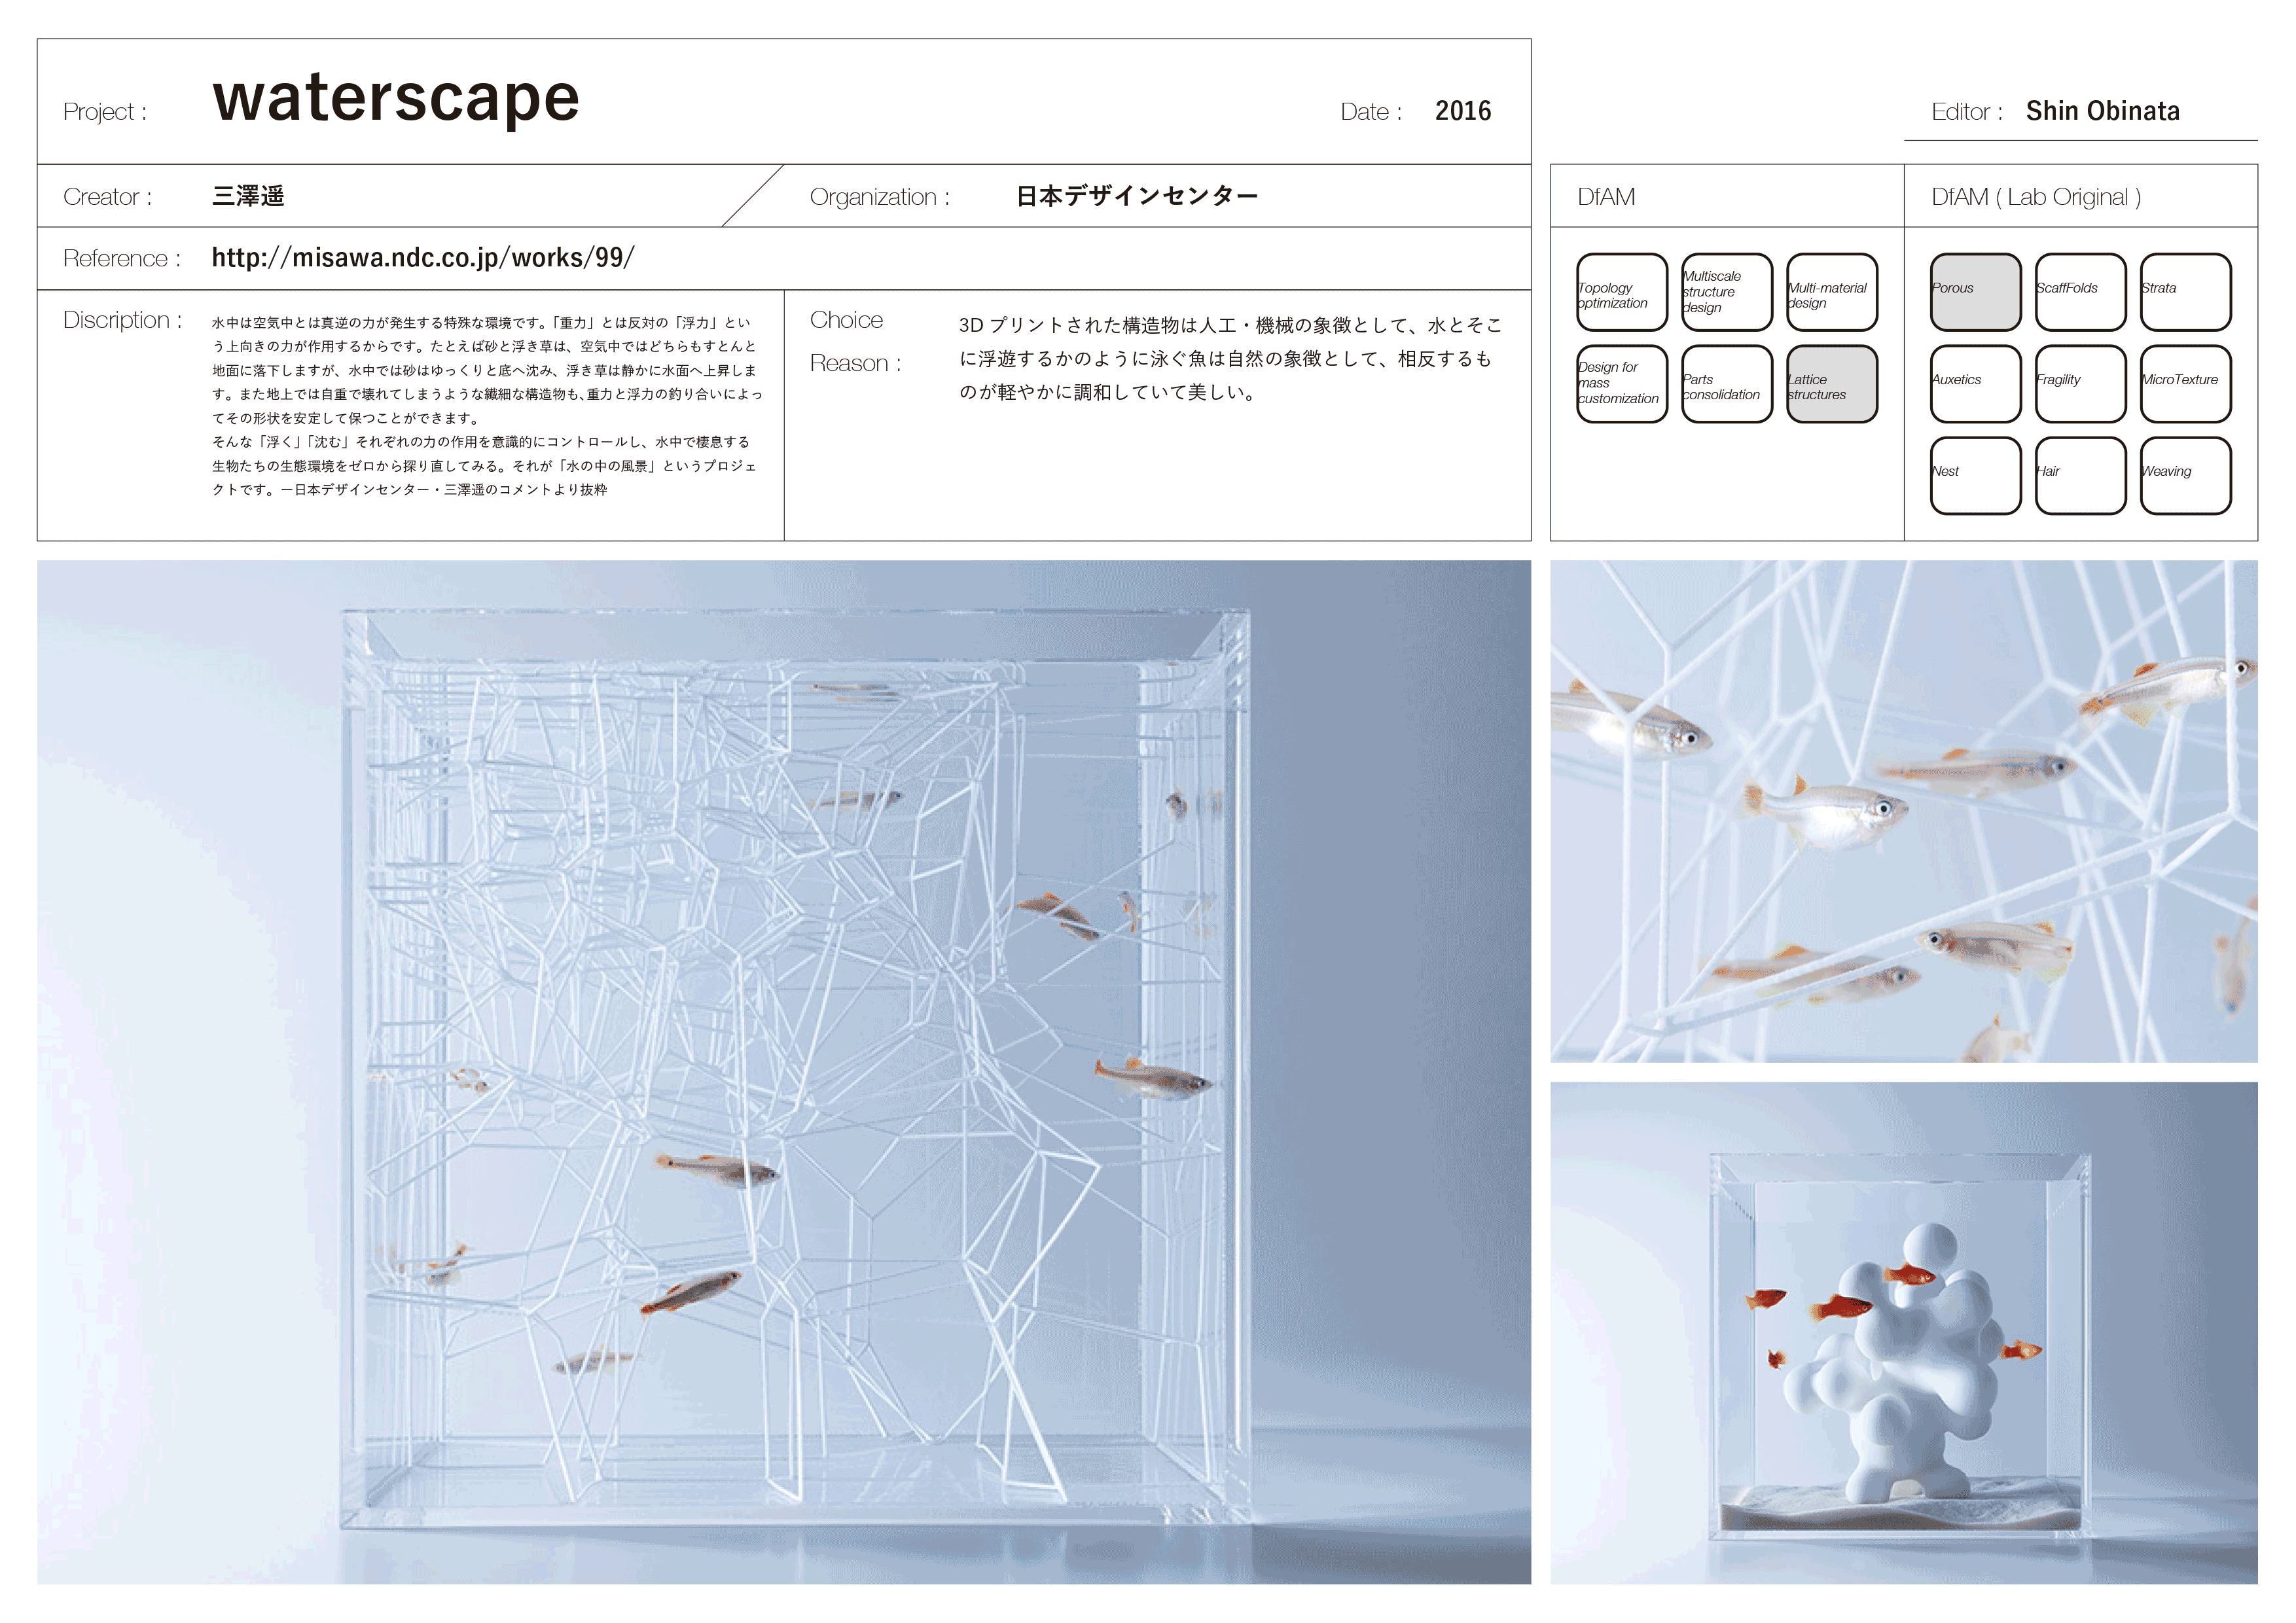 Project : waterscape
Date : 2016
Editor : Shin Obinata
Creator : 三澤遥
Organization : 日本デザインセンター
Reference : http://misawa.ndc.co.jp/works/99/
Discription :
水中は空気中とは真逆の力が発生する特殊な環境です。「重力」とは反対の「浮力」とい
う上向きの力が作用するからです。たとえば砂と浮き草は、空気中ではどちらもすとんと
地面に落下しますが、水中では砂はゆっくりと底へ沈み、浮き草は静かに水面へ上昇しま
す。また地上では自重で壊れてしまうような繊細な構造物も、重力と浮力の釣り合いによっ
てその形状を安定して保つことができます。
そんな「浮く」「沈む」それぞれの力の作用を意識的にコントロールし、水中で棲息する
生物たちの生態環境をゼロから探り直してみる。それが「水の中の風景」というプロジェ
クトです。ー日本デザインセンター・三澤遥のコメントより抜粋
Choice
Reason :
3D プリントされた構造物は人工・機械の象徴として、水とそこ
に浮遊するかのように泳ぐ魚は自然の象徴として、相反するも
のが軽やかに調和していて美しい。
DfAM
Topology
optimization
Multiscale
structure
design
Multi-material
design
Design for
mass
customization
Parts
consolidation
Lattice
structures
DfAM ( Lab Original )
Porous
ScaffFolds
Strata
Auxetics
Fragility
MicroTexture
Nest
Hair
Weaving